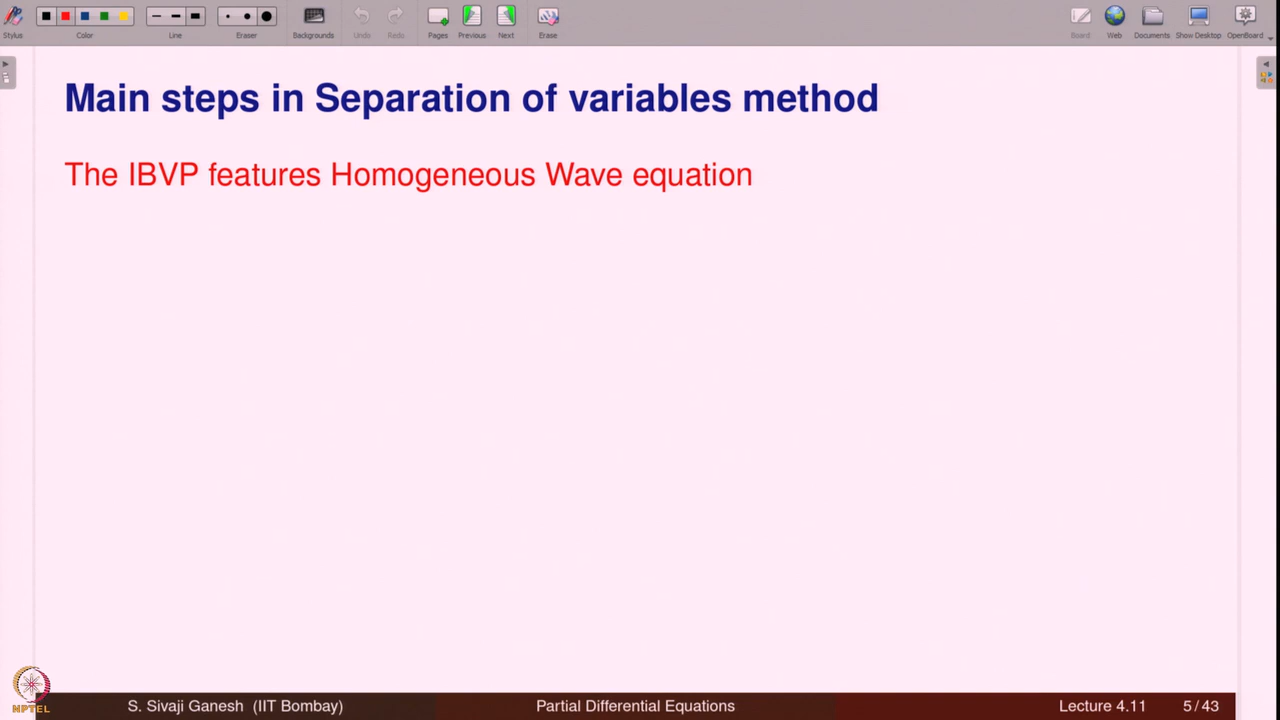 Stylus Color Line Eraser Backgrounds Undo Redo Pages Previous Next Erase Board Web Documents Show Desktop OpenBoard
Main steps in Separation of variables method
The IBVP features Homogeneous Wave equation
NPTEL
S. Sivaji Ganesh (IIT Bombay) Partial Differential Equations Lecture 4.11 5/43